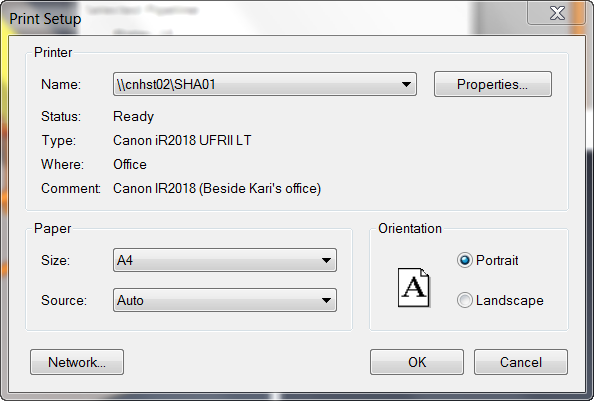 Print Setup
Printer
Name: \\cnhst02\SHA01 Properties...
Status: Ready
Type: Canon iR2018 UFRII LT
Where: Office
Comment: Canon IR2018 (Beside Kari's office)
Paper
Size: A4
Source: Auto
Orientation
A
Portrait
Landscape
Network... OK Cancel